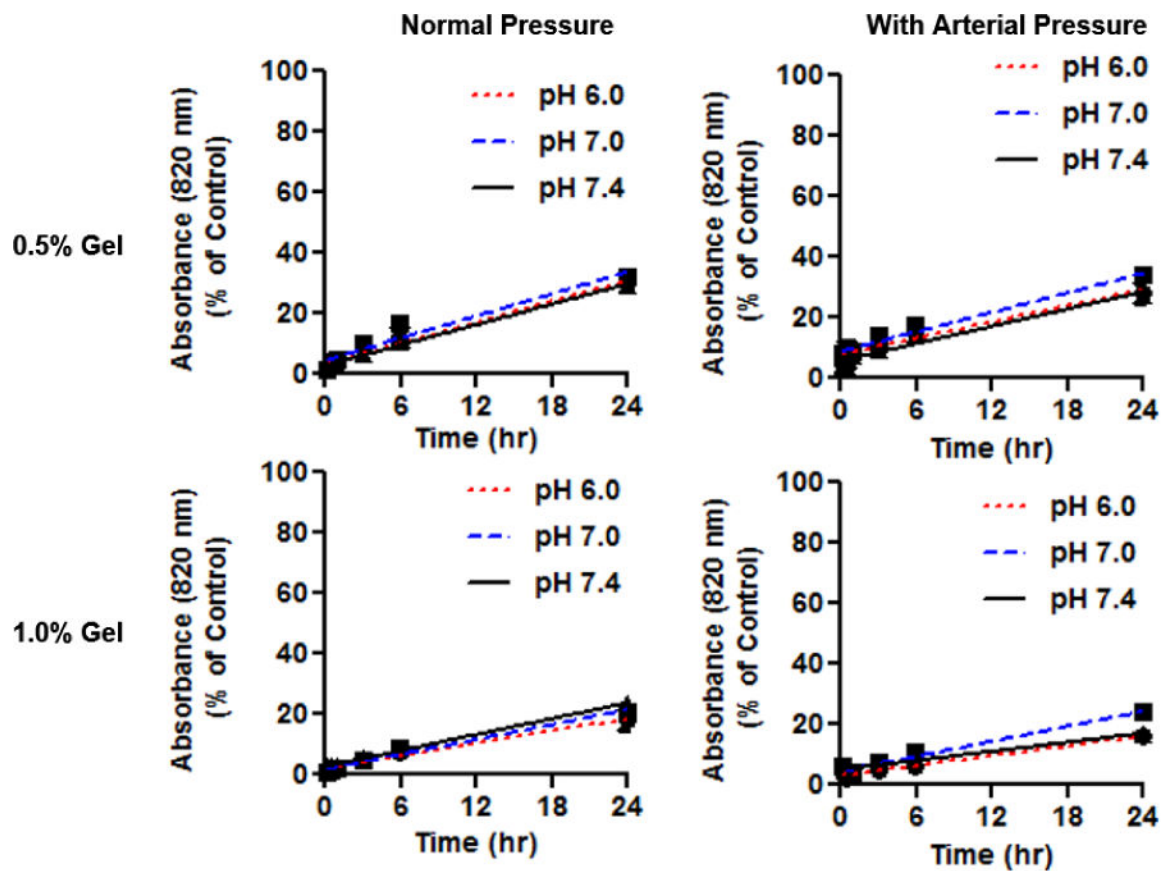 Normal Pressure
With Arterial Pressure
0.5% Gel
Absorbance (820 nm)
(% of Control)
100
80
60
40
20
0
pH 6.0
pH 7.0
pH 7.4
0 6 12 18 24
Time (hr)
Absorbance (820 nm)
(% of Control)
100
80
60
40
20
0
pH 6.0
pH 7.0
pH 7.4
0 6 12 18 24
Time (hr)
1.0% Gel
Absorbance (820 nm)
(% of Control)
100
80
60
40
20
0
pH 6.0
pH 7.0
pH 7.4
0 6 12 18 24
Time (hr)
Absorbance (820 nm)
(% of Control)
100
80
60
40
20
0
pH 6.0
pH 7.0
pH 7.4
0 6 12 18 24
Time (hr)